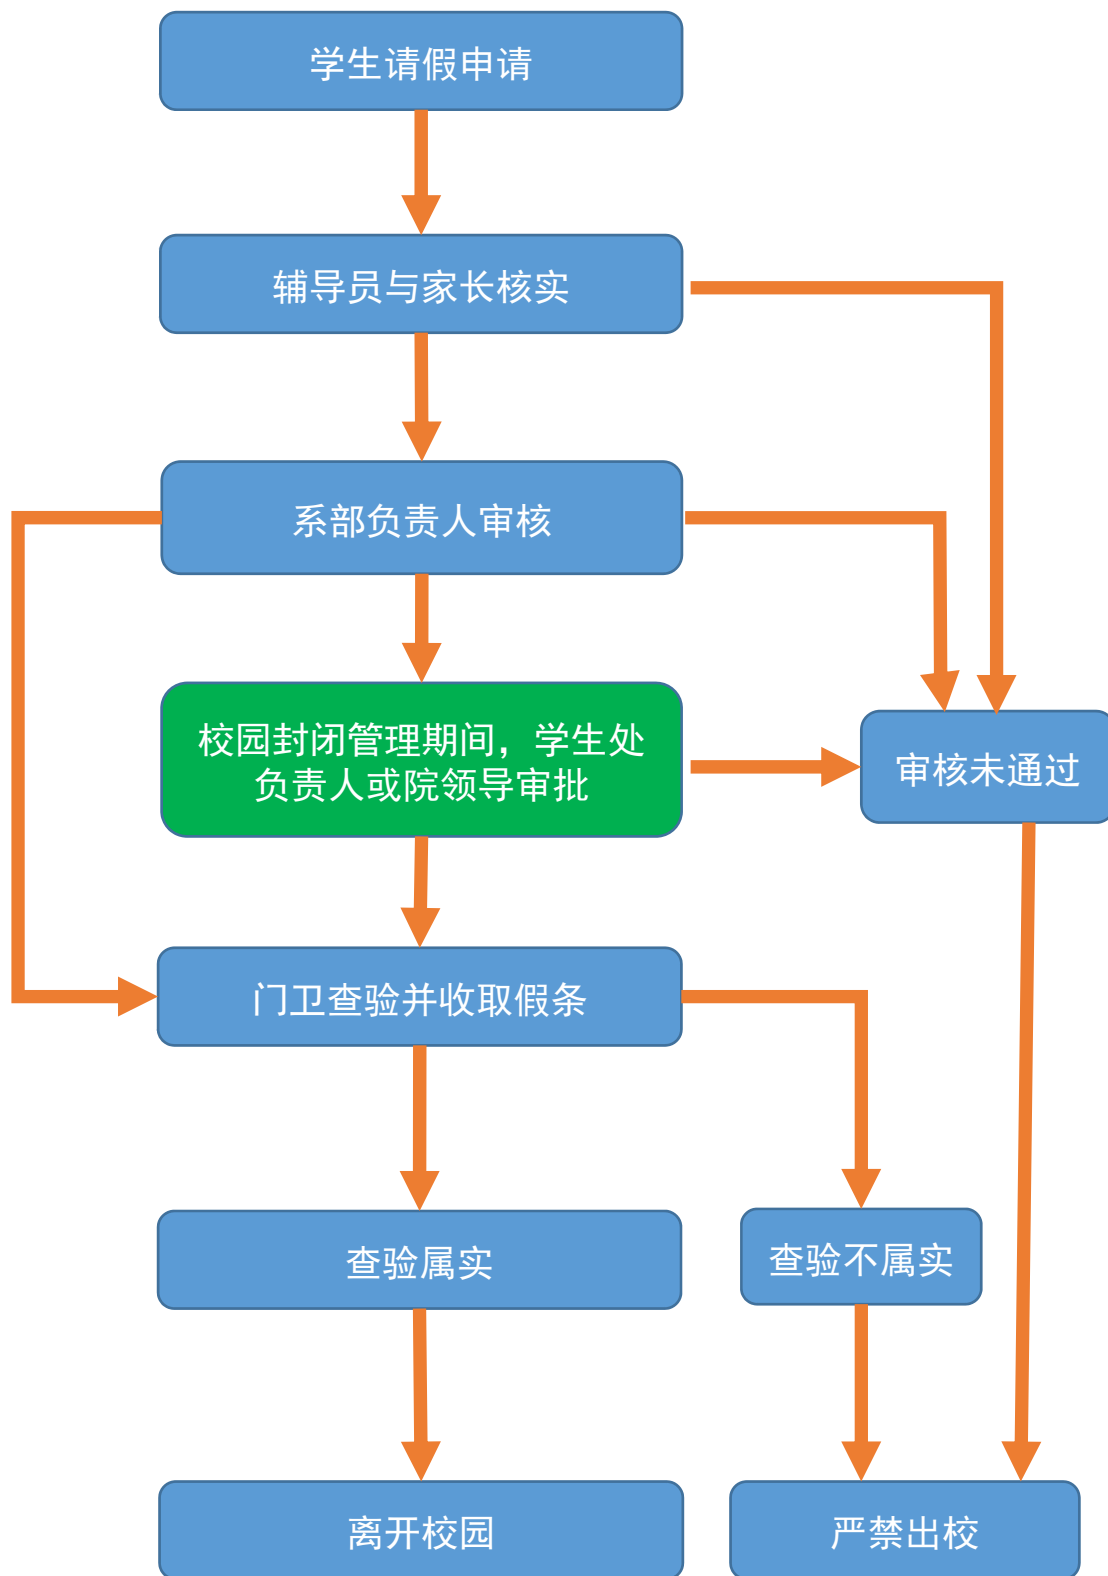 学生请假申请
辅导员与家长核实
系部负责人审核
校园封闭管理期间，学生处
负责人或院领导审批
审核未通过
门卫查验并收取假条
查验属实
查验不属实
离开校园
严禁出校